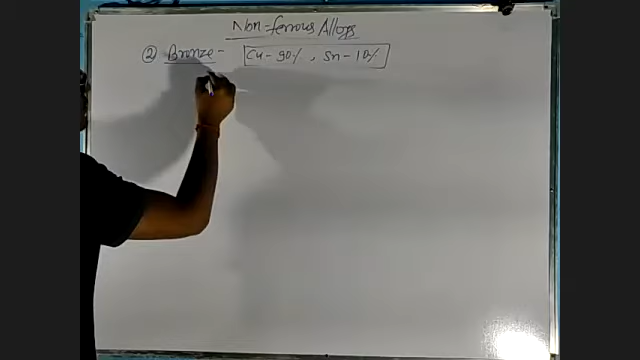 Non-ferrous Alloys
② Bronze - Cu - 90%, Sn - 10%